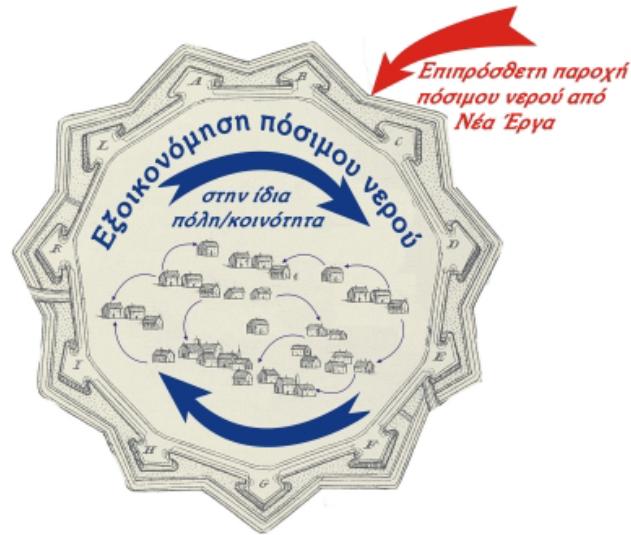 Επιπρόσθετη παροχή
πόσιμου νερού από
Νέα Έργα
Εξοικονόμηση πόσιμου νερού
στην ίδια
πόλη/κοινότητα
A
B
C
D
E
F
G
H
I
F
L